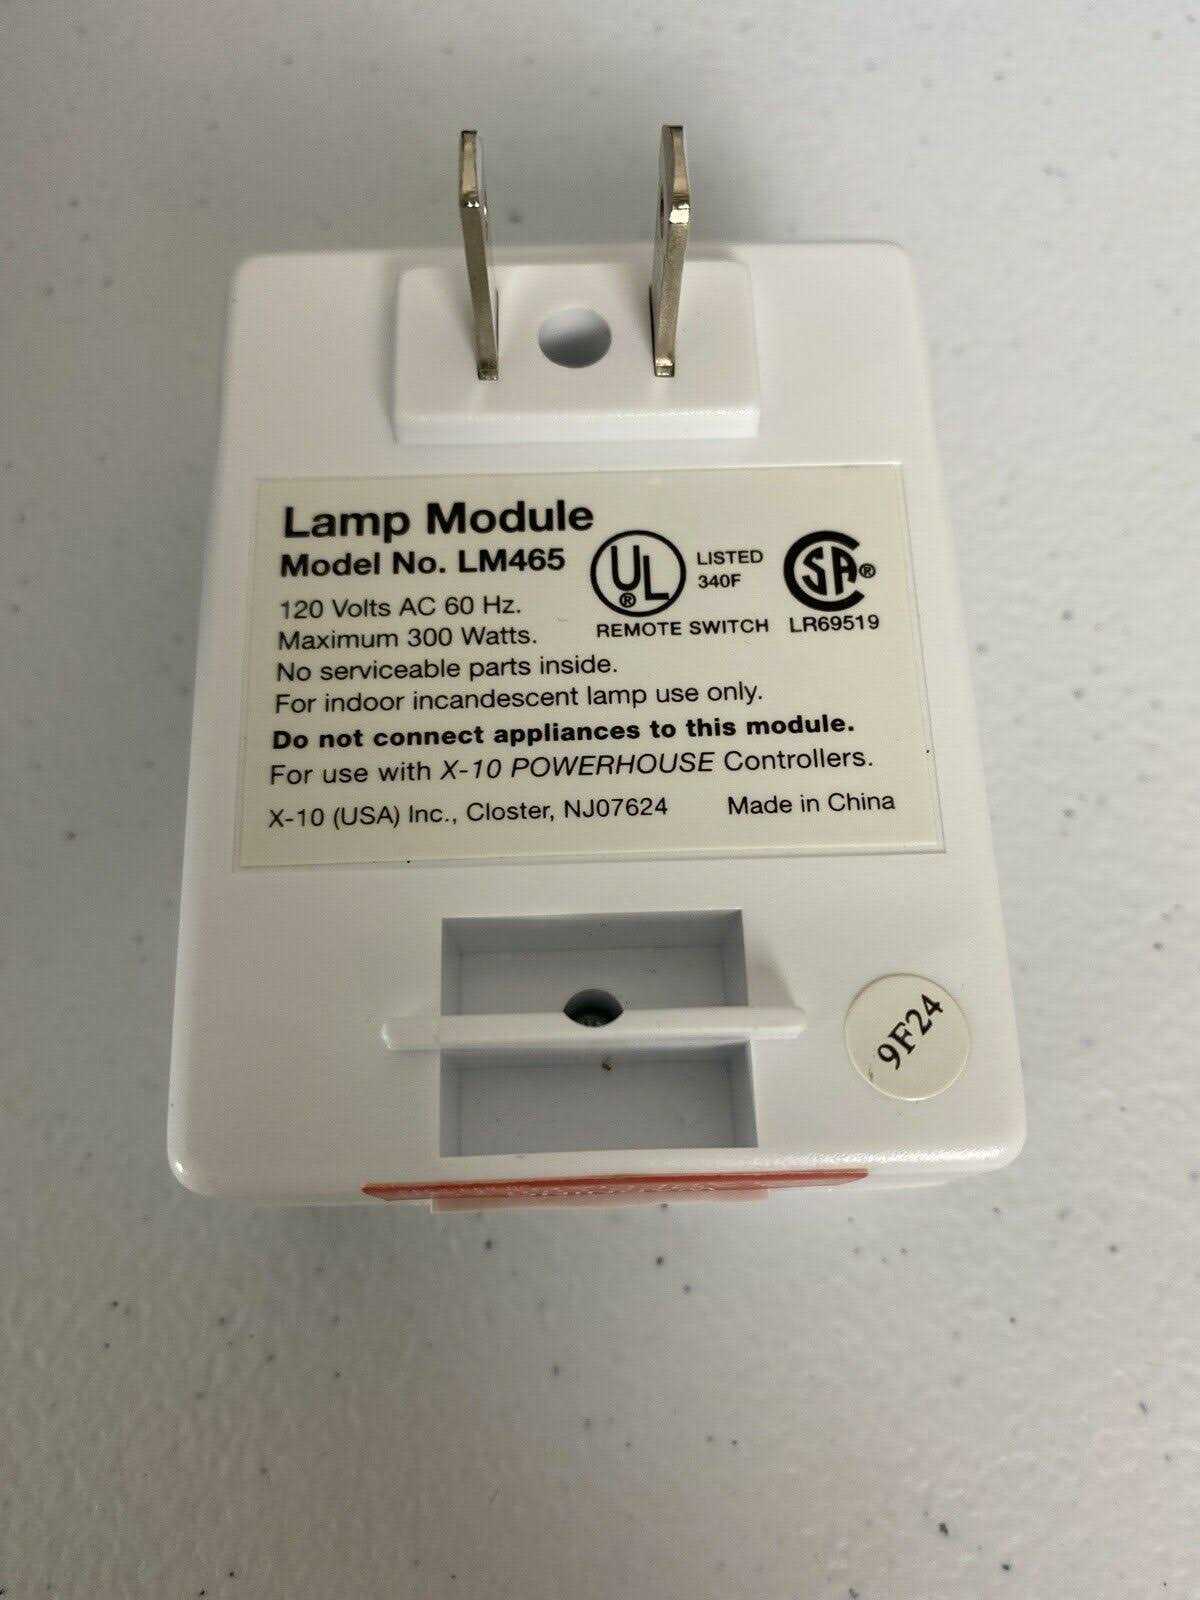 Lamp Module
Model No. LM465
UL ®
LISTED
340F
SA ®
REMOTE SWITCH
LR69519
120 Volts AC 60 Hz.
Maximum 300 Watts.
No serviceable parts inside.
For indoor incandescent lamp use only.
Do not connect appliances to this module.
For use with X-10 POWERHOUSE Controllers.
X-10 (USA) Inc., Closter, NJ07624 Made in China
9F24